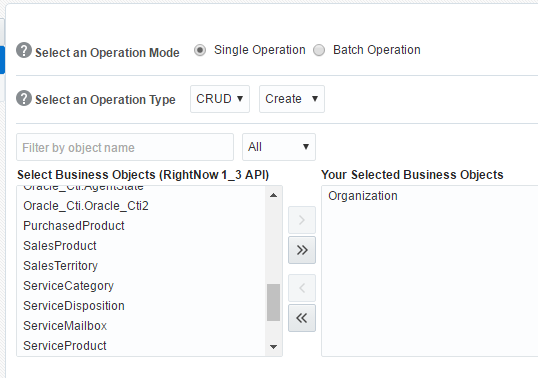 Select an Operation Mode Single Operation Batch Operation
Select an Operation Type CRUD Create
Filter by object name All
Select Business Objects (RightNow 1_3 API) Your Selected Business Objects
Oracle_Cti.AgentState Organization
Oracle_Cti.Oracle_Cti2
PurchasedProduct
SalesProduct
SalesTerritory
ServiceCategory
ServiceDisposition
ServiceMailbox
ServiceProduct